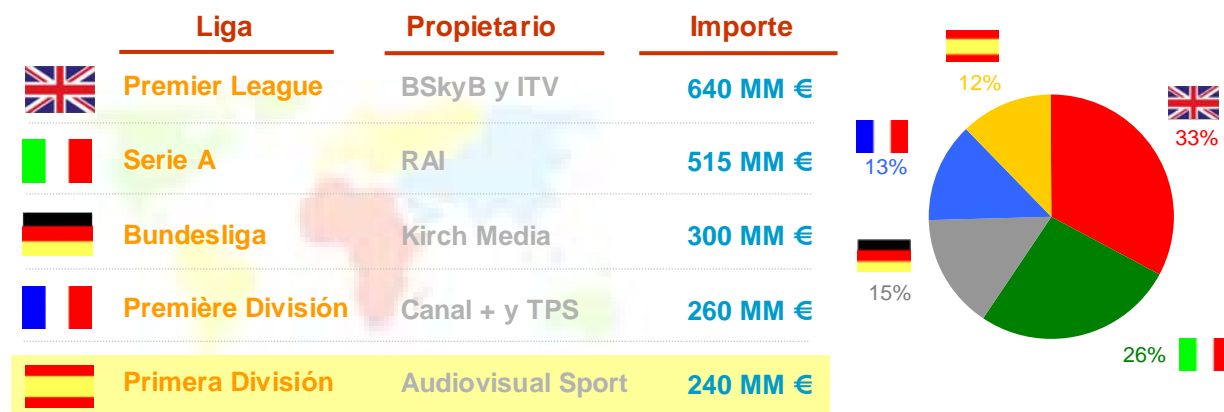 Liga Propietario Importe
Premier League BSkyB y ITV 640 MM €
Serie A RAI 515 MM €
Bundesliga Kirch Media 300 MM €
Première División Canal + y TPS 260 MM €
Primera División Audiovisual Sport 240 MM €
12%
33%
13%
15%
26%